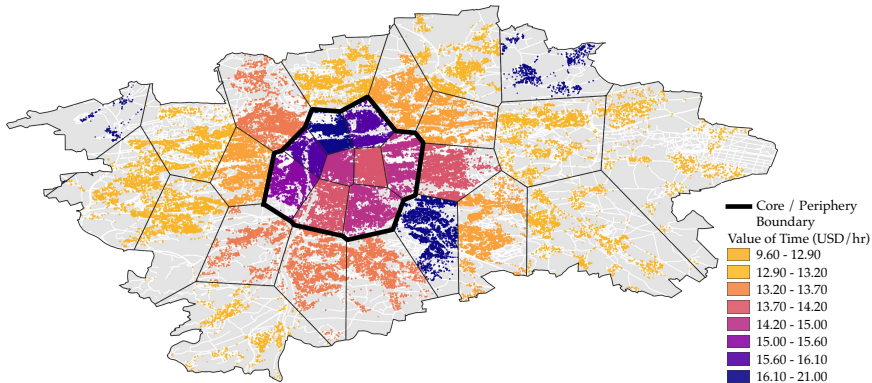 Core / Periphery
Boundary
Value of Time (USD/hr)
9.60 - 12.90
12.90 - 13.20
13.20 - 13.70
13.70 - 14.20
14.20 - 15.00
15.00 - 15.60
15.60 - 16.10
16.10 - 21.00